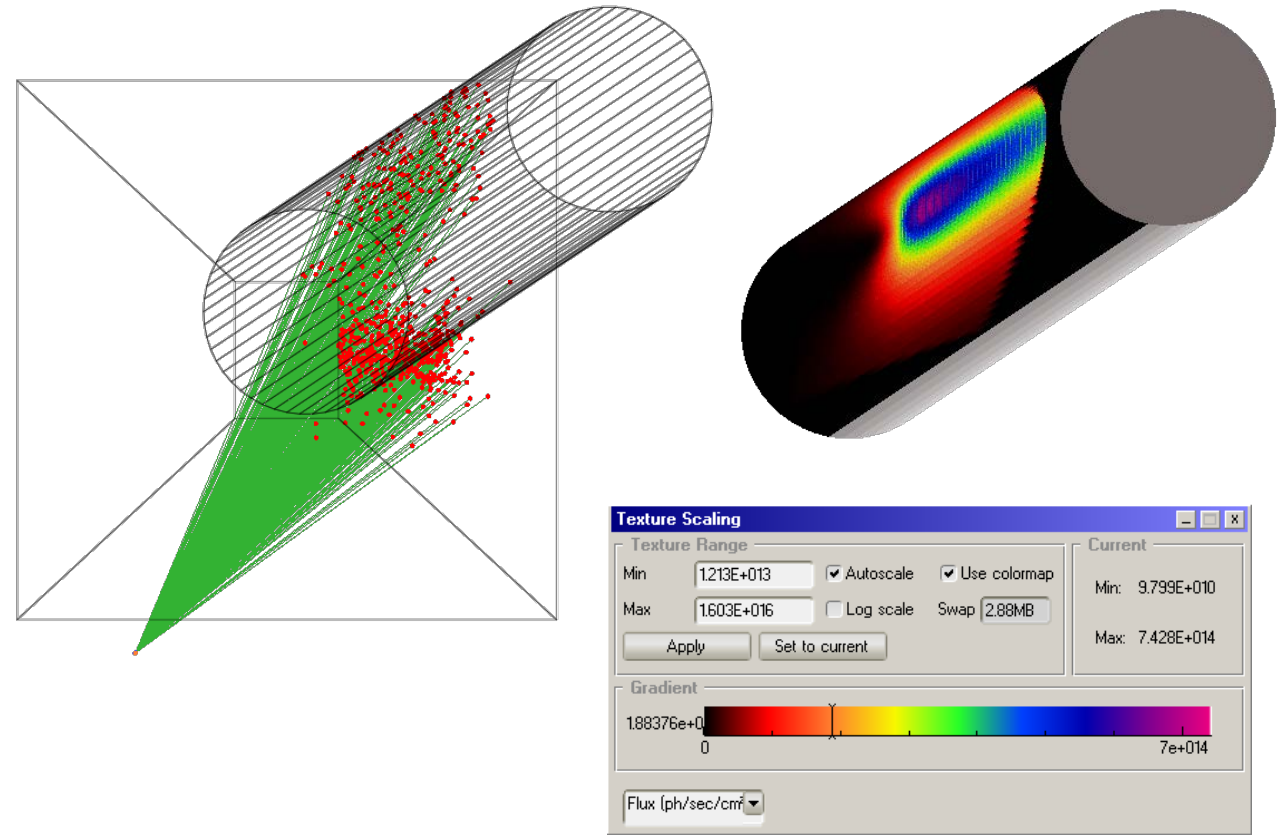 Texture Scaling
Texture Range
Current
Min 1.213E+013 Autoscale Use colormap
Min: 9.799E+010
Max 1.603E+016 Log scale Swap 2.88MB
Max: 7.428E+014
Apply Set to current
Gradient
1.88376e+0
0 7e+014
Flux (ph/sec/cm²